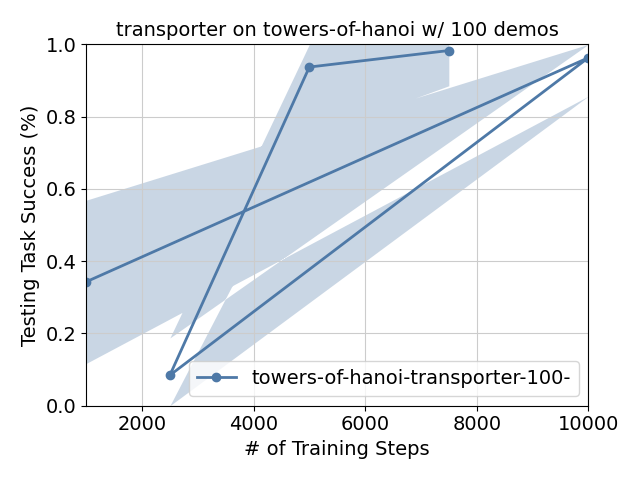 transporter on towers-of-hanoi w/ 100 demos
1.0
0.8
0.6
0.4
0.2
0.0
Testing Task Success (%)
towers-of-hanoi-transporter-100-
2000 4000 6000 8000 10000
# of Training Steps